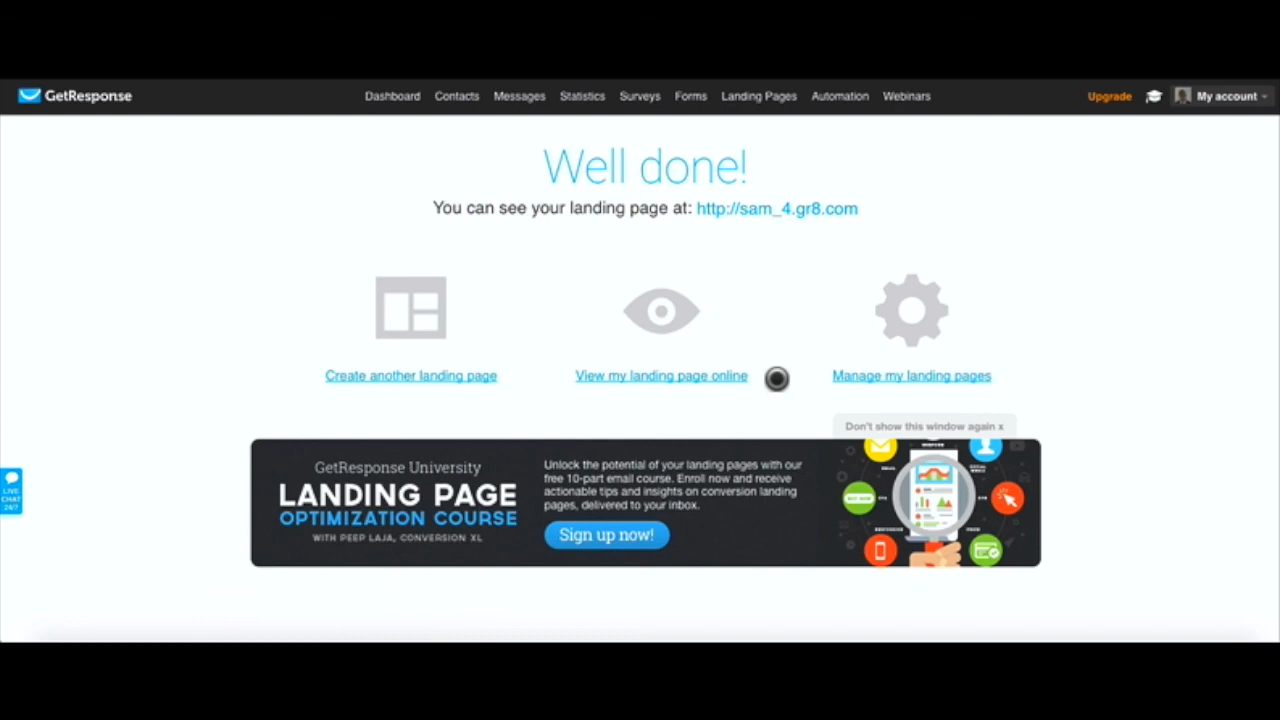 GetResponse
Dashboard Contacts Messages Statistics Surveys Forms Landing Pages Automation Webinars
Upgrade My account
Well done!
You can see your landing page at: http://sam_4.gr8.com
Create another landing page
View my landing page online
Manage my landing pages
Don't show this window again x
GetResponse University
LANDING PAGE
OPTIMIZATION COURSE
WITH PEEP LAJA, CONVERSION XL
Unlock the potential of your landing pages with our
free 10-part email course. Enroll now and receive
actionable tips and insights on conversion landing
pages, delivered to your inbox.
Sign up now!
LIVE
CHAT
24/7